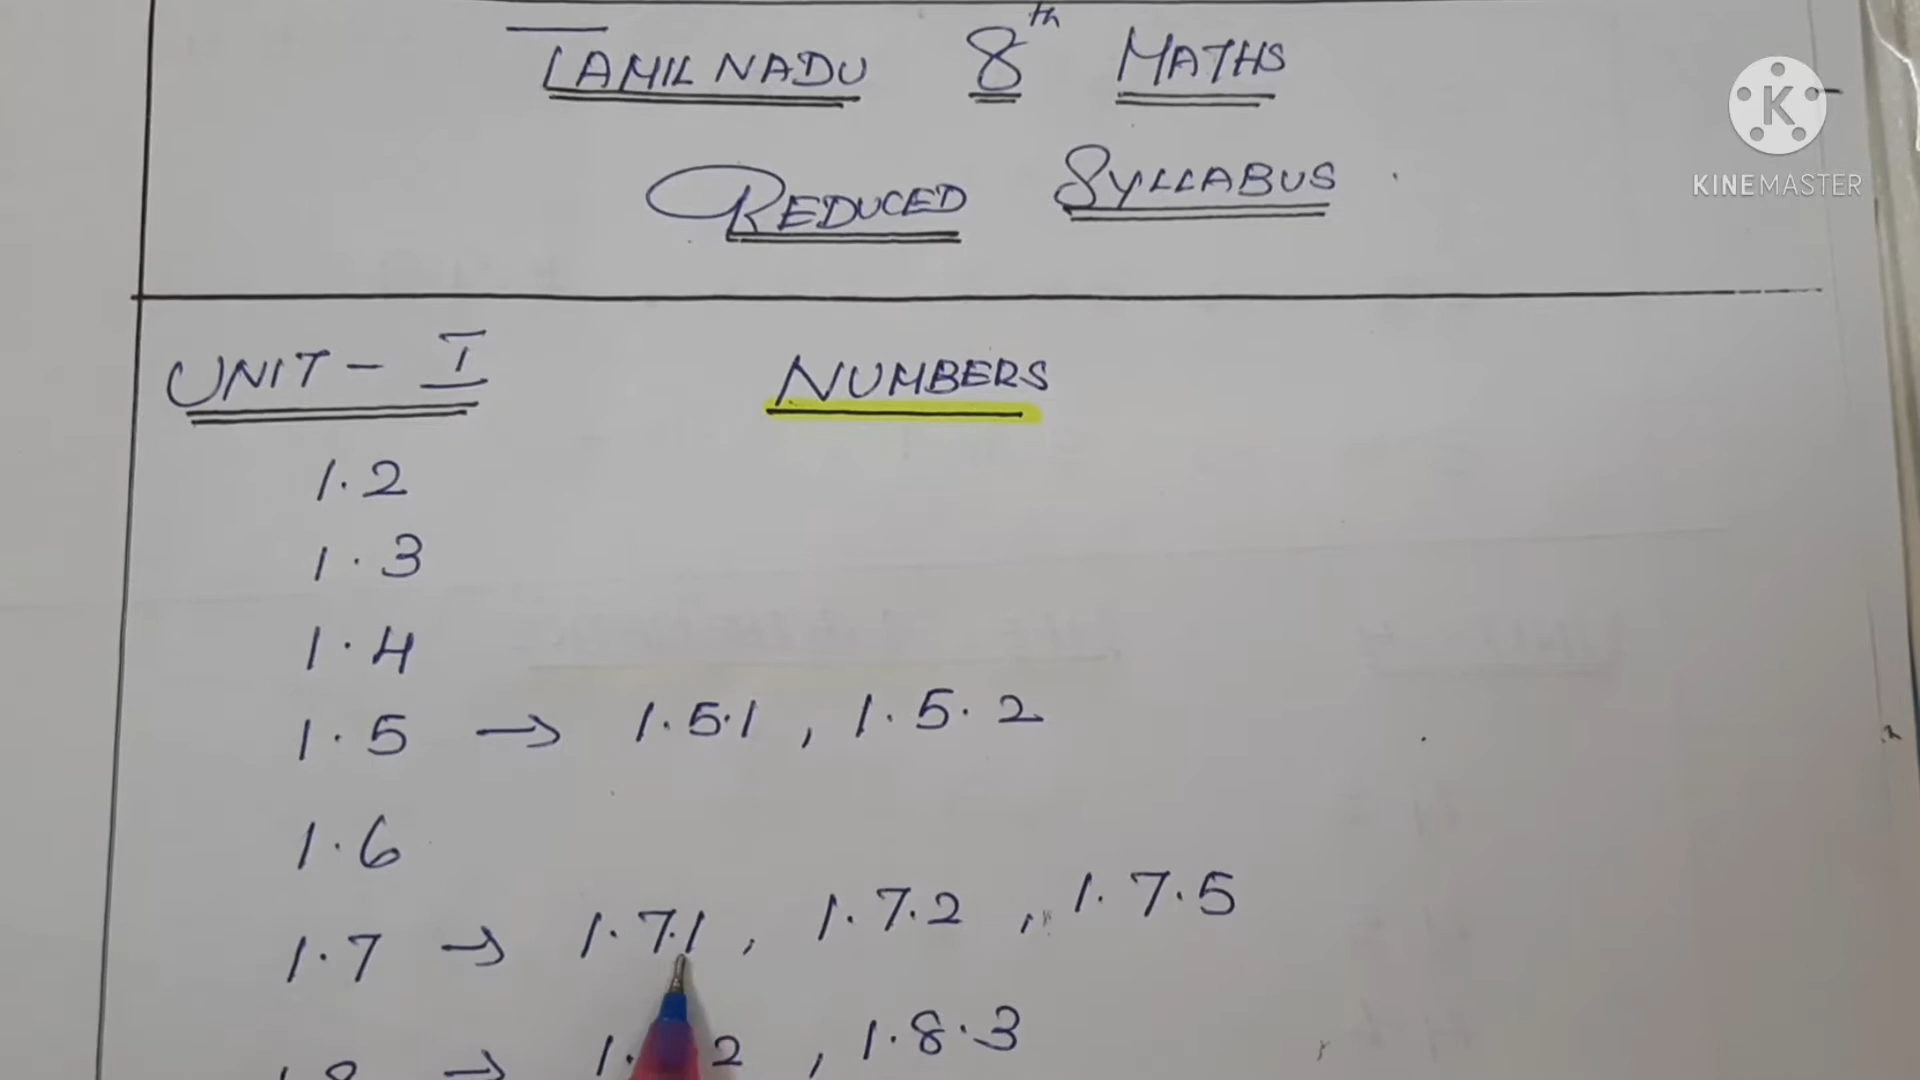 TAMIL NADU 8th MATHS
REDUCED SYLLABUS
K
KINEMASTER
UNIT - I NUMBERS
1.2
1.3
1.4
1.5 → 1.5.1 , 1.5.2
1.6
1.7 → 1.7.1 , 1.7.2 , 1.7.5
→ , 1.8.3